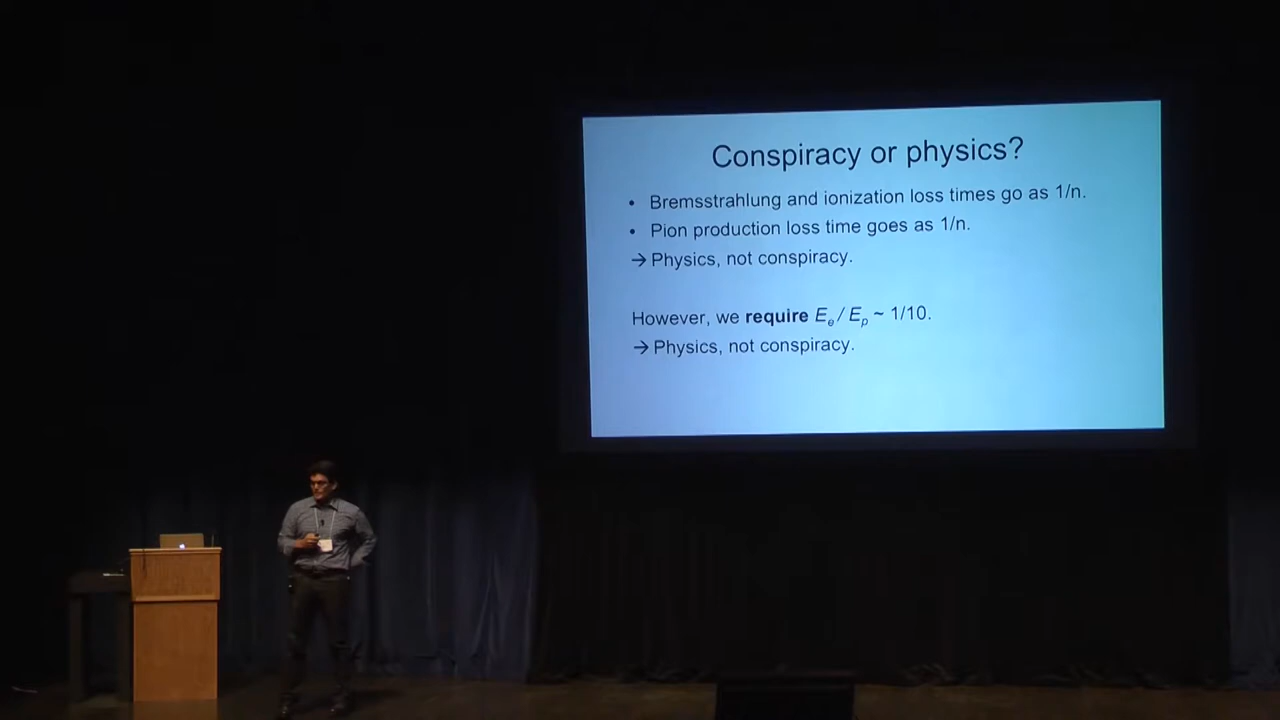 Conspiracy or physics?
• Bremsstrahlung and ionization loss times go as 1/n.
• Pion production loss time goes as 1/n.
→ Physics, not conspiracy.
However, we require Ee / Ep ~ 1/10.
→ Physics, not conspiracy.